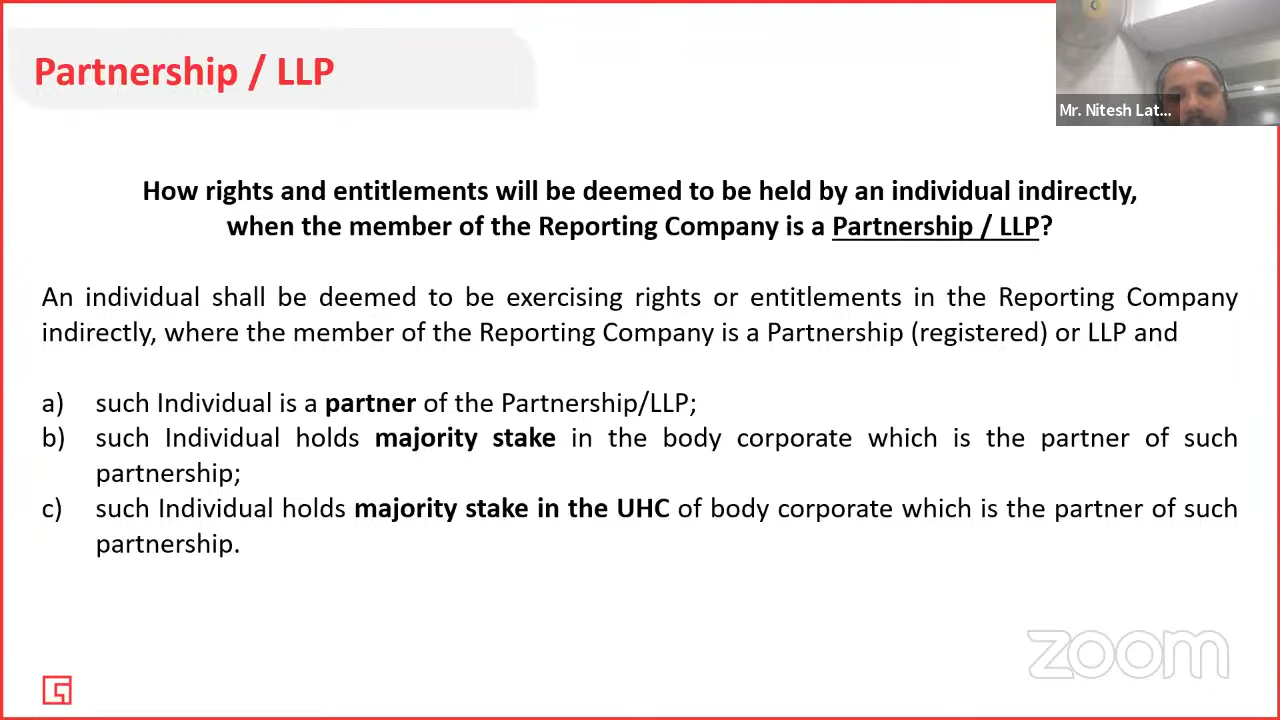 Partnership / LLP
Mr. Nitesh Lat...
How rights and entitlements will be deemed to be held by an individual indirectly,
when the member of the Reporting Company is a Partnership / LLP?
An individual shall be deemed to be exercising rights or entitlements in the Reporting Company
indirectly, where the member of the Reporting Company is a Partnership (registered) or LLP and
a) such Individual is a partner of the Partnership/LLP;
b) such Individual holds majority stake in the body corporate which is the partner of such
partnership;
c) such Individual holds majority stake in the UHC of body corporate which is the partner of such
partnership.
zoom